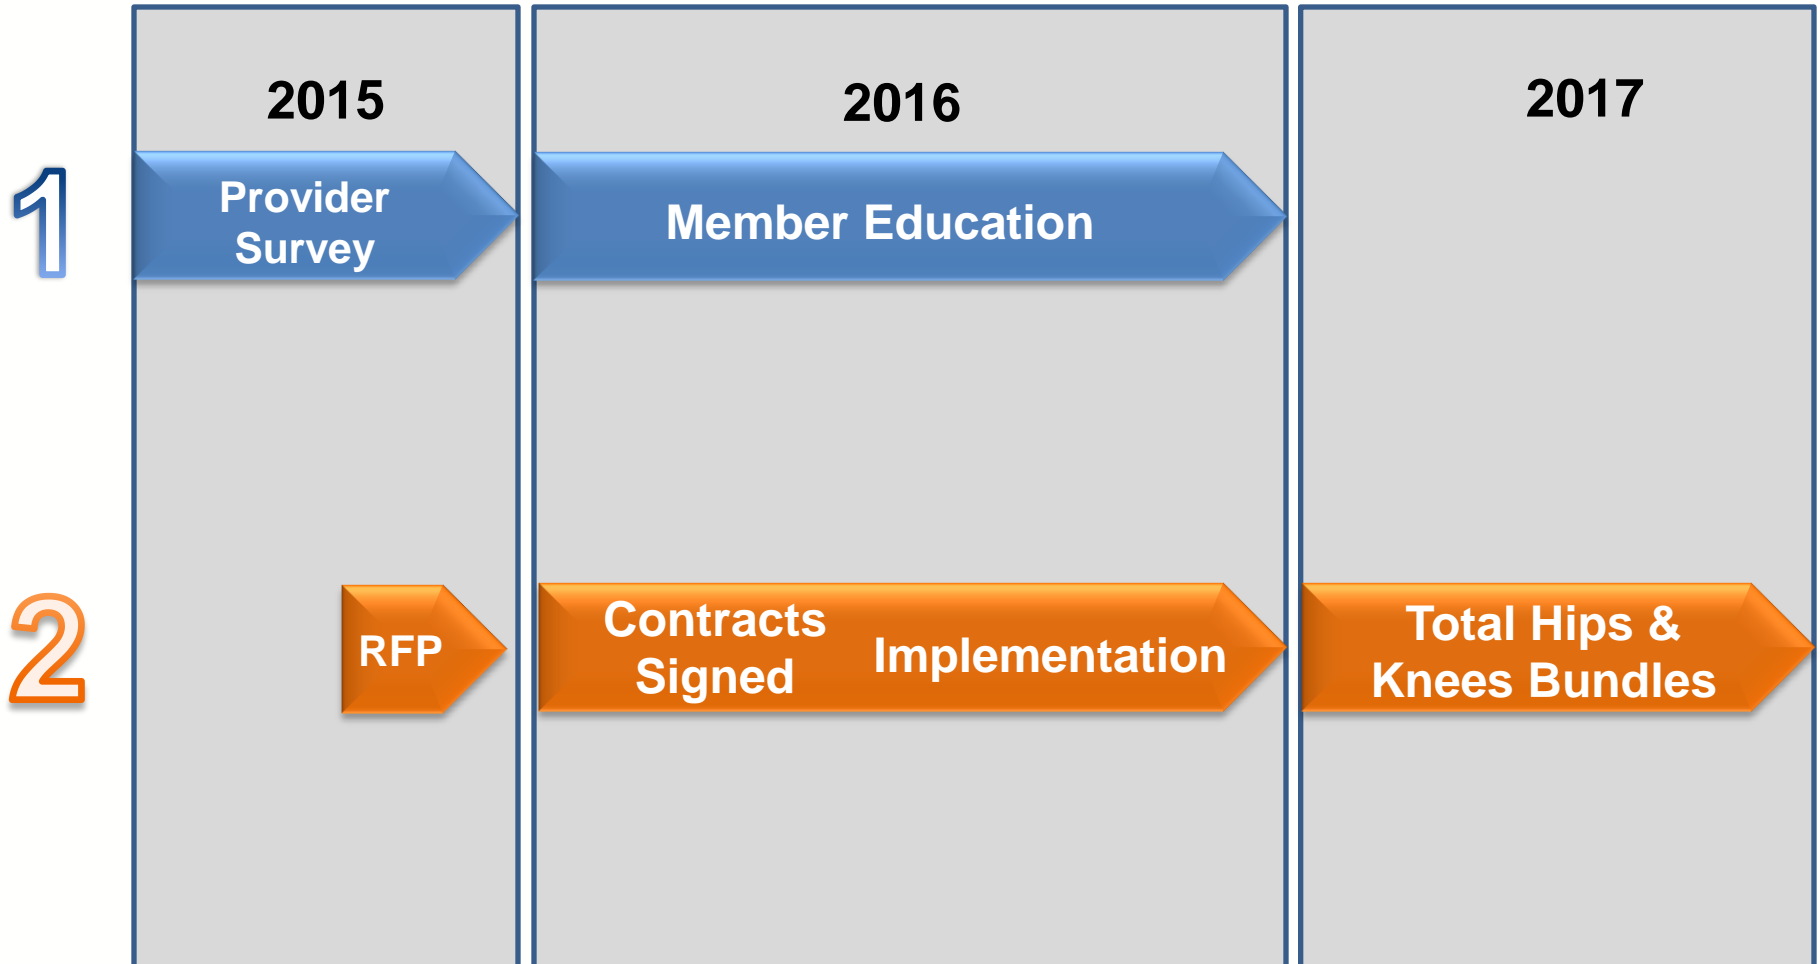 2015
2016
2017
1
Provider
Survey
Member Education
2
RFP
Contracts
Signed
Implementation
Total Hips &
Knees Bundles